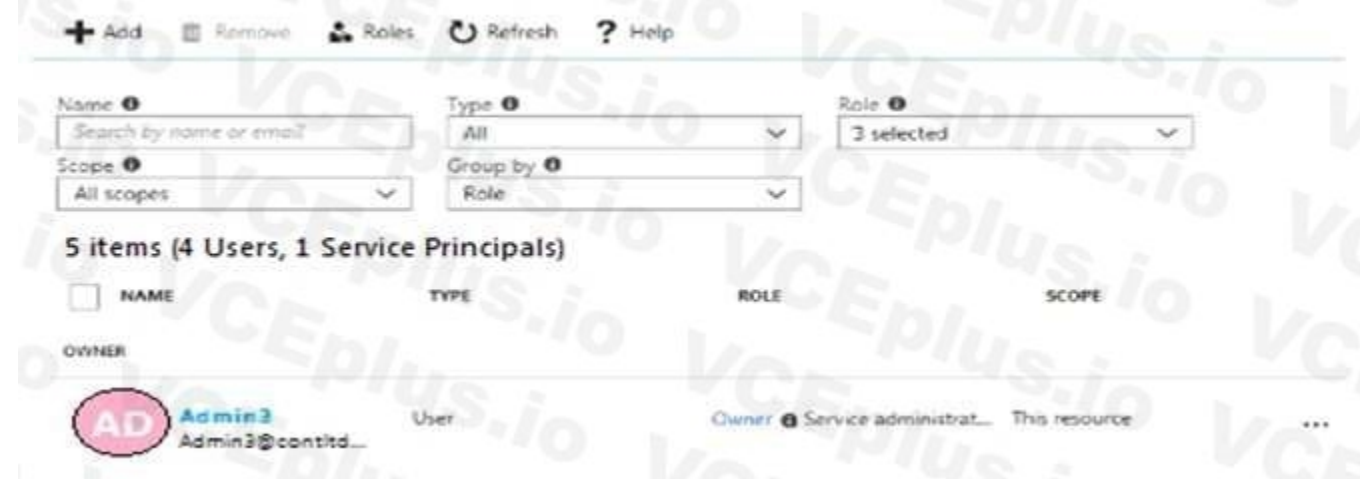 Add Remove Roles Refresh ? Help
Name Type Role
Search by name or email All 3 selected
Scope Group by
All scopes Role
5 items (4 Users, 1 Service Principals)
NAME TYPE ROLE SCOPE
OWNER
AD Admin3 User Owner Service administrat... This resource ...
Admin3@contltd...
VCEplus.io